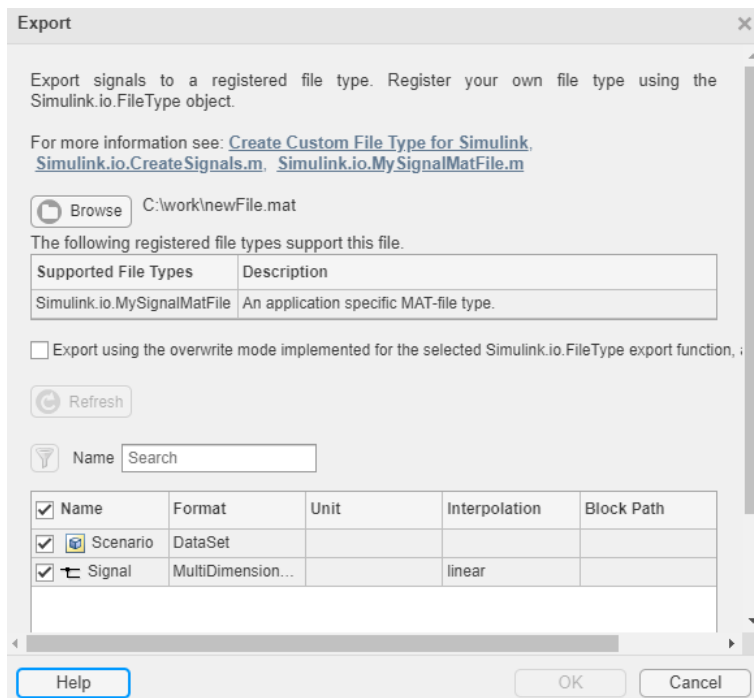 Export
Export signals to a registered file type. Register your own file type using the
Simulink.io.FileType object.
For more information see: Create Custom File Type for Simulink,
Simulink.io.CreateSignals.m, Simulink.io.MySignalMatFile.m
Browse C:\work\newFile.mat
The following registered file types support this file.
Supported File Types Description
Simulink.io.MySignalMatFile An application specific MAT-file type.
Export using the overwrite mode implemented for the selected Simulink.io.FileType export function,
Refresh
Name Search
Name Format Unit Interpolation Block Path
Scenario DataSet
Signal MultiDimension... linear
Help OK Cancel